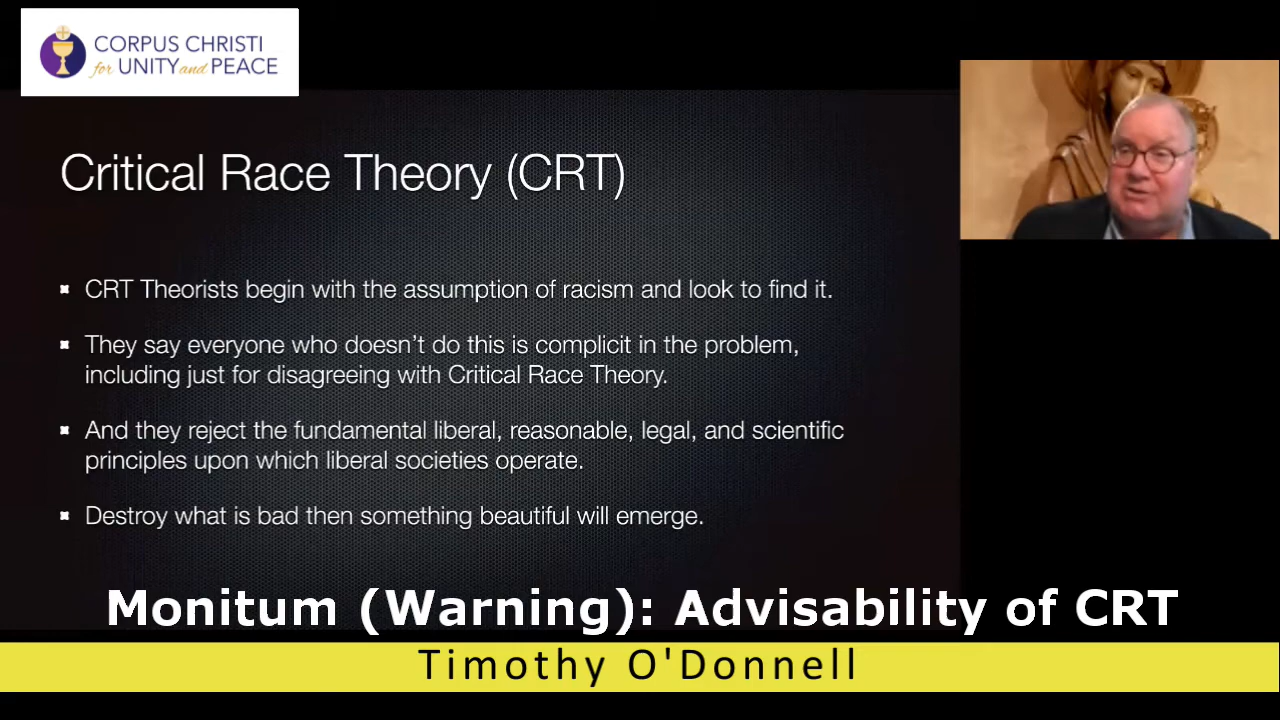 CORPUS CHRISTI
for UNITY and PEACE
Critical Race Theory (CRT)
CRT Theorists begin with the assumption of racism and look to find it.
They say everyone who doesn't do this is complicit in the problem,
including just for disagreeing with Critical Race Theory.
And they reject the fundamental liberal, reasonable, legal, and scientific
principles upon which liberal societies operate.
Destroy what is bad then something beautiful will emerge.
Monitum (Warning): Advisability of CRT
Timothy O'Donnell